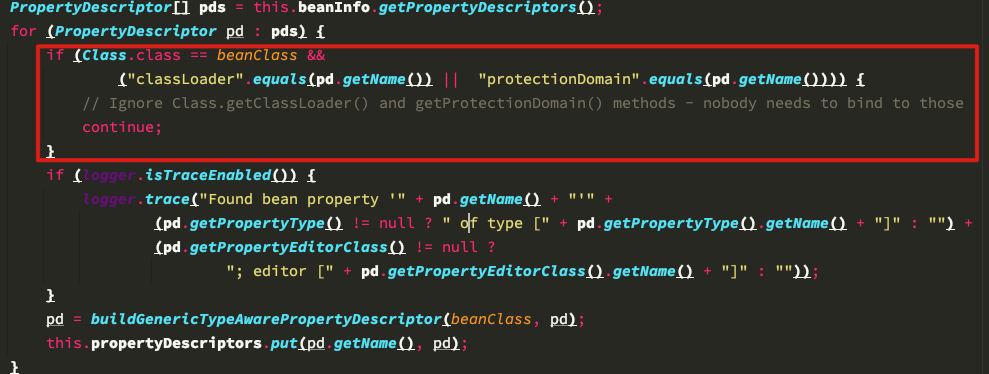 PropertyDescriptor[] pds = this.beanInfo.getPropertyDescriptors();
for (PropertyDescriptor pd : pds) {
if (Class.class == beanClass &&
("classLoader".equals(pd.getName()) || "protectionDomain".equals(pd.getName()))) {
// Ignore Class.getClassLoader() and getProtectionDomain() methods - nobody needs to bind to those
continue;
}
if (logger.isTraceEnabled()) {
logger.trace("Found bean property '" + pd.getName() + "'" +
(pd.getPropertyType() != null ? " of type [" + pd.getPropertyType().getName() + "]" : "") +
(pd.getPropertyEditorClass() != null ?
"; editor [" + pd.getPropertyEditorClass().getName() + "]" : ""));
}
pd = buildGenericTypeAwarePropertyDescriptor(beanClass, pd);
this.propertyDescriptors.put(pd.getName(), pd);
}